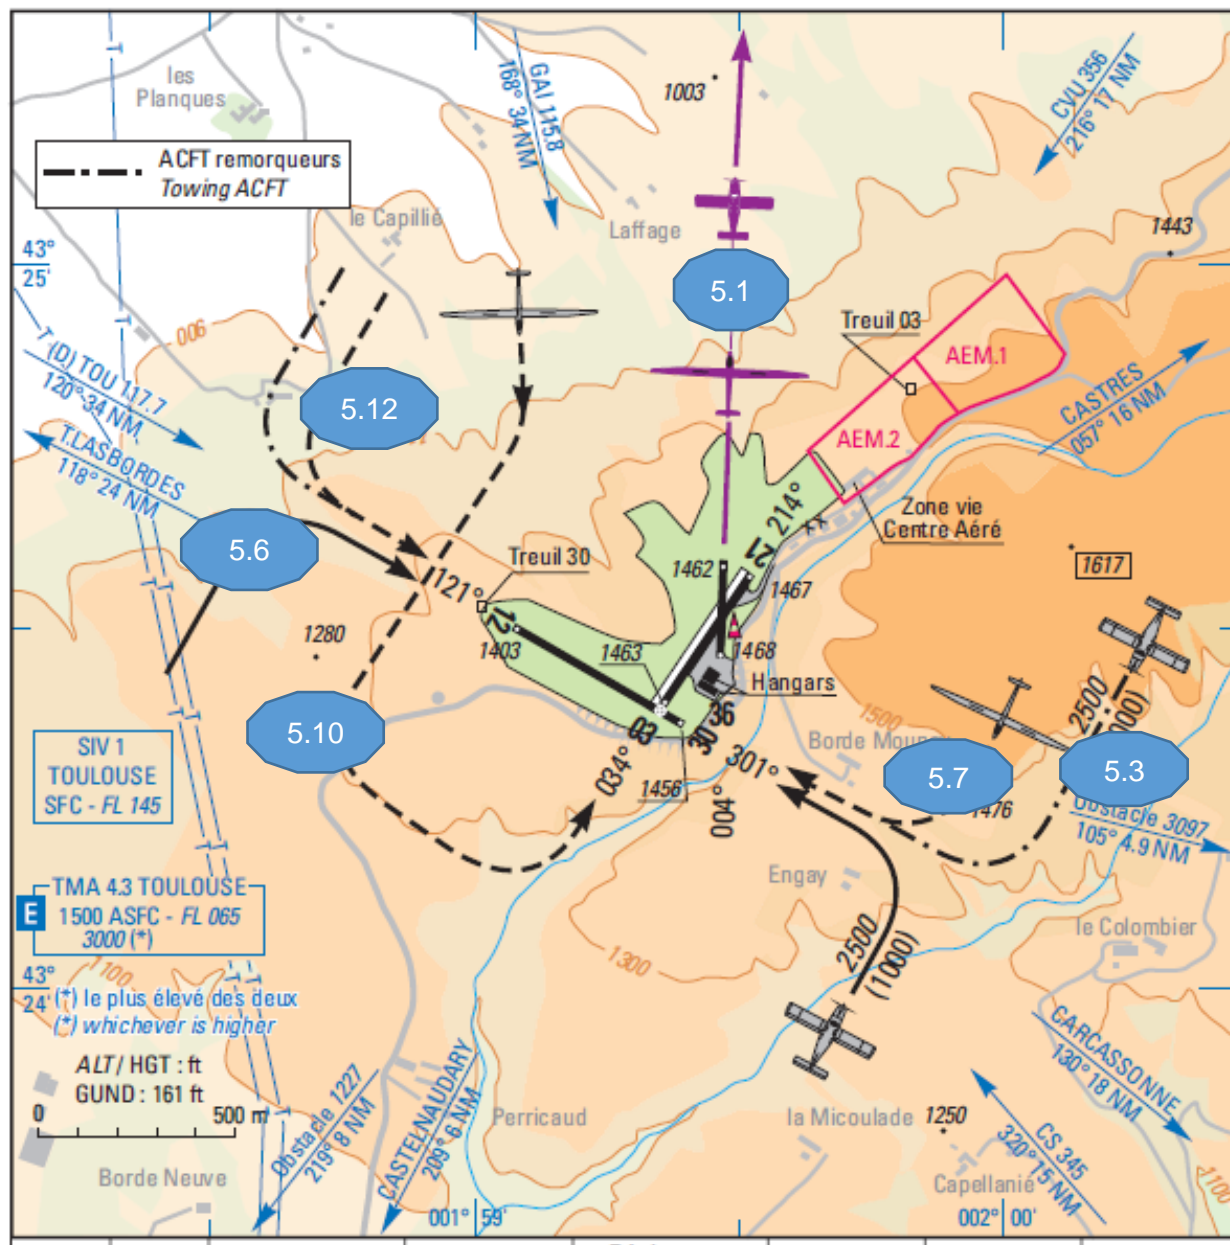 les
Planques
ACFT remorqueurs
Towing ACFT
GAI 115.8
168° 34 NM
1003
CVU 356
216° 17 NM
le Capillié
Laffage
1443
43°
25'
5.1
900
Treuil 03
AEM.1
T (D) TOU 117.7
120° 34 NM
5.12
AEM.2
CASTRES
057° 16 NM
T.LASBORDES
118° 24 NM
214°
Zone vie
Centre Aéré
5.6
Treuil 30
21
1462
1467
1617
121°
12
1280
1403
1463
1468
Hangars
2500
1500
5.10
03
36
30
Borde
SIV 1
TOULOUSE
SFC - FL 145
034°
301°
5.7
5.3
1456
004°
1476
Obstacle 3097
105° 4.9 NM
Engay
E
TMA 4.3 TOULOUSE
1500 ASFC - FL 065
3000 (*)
2500
(1000)
le Colombier
1100
1300
43°
24'
(*) le plus élevé des deux
(*) whichever is higher
ALT/ HGT : ft
GUND : 161 ft
0
500 m
CARCASSONNE
130° 18 NM
Obstacle 1227
219° 8 NM
CASTELNAUDARY
209° 6 NM
Perricaud
la Micoulade
1250
CS 345
320° 15 NM
Borde Neuve
Capellanié
1100
001° 59'
002° 00'